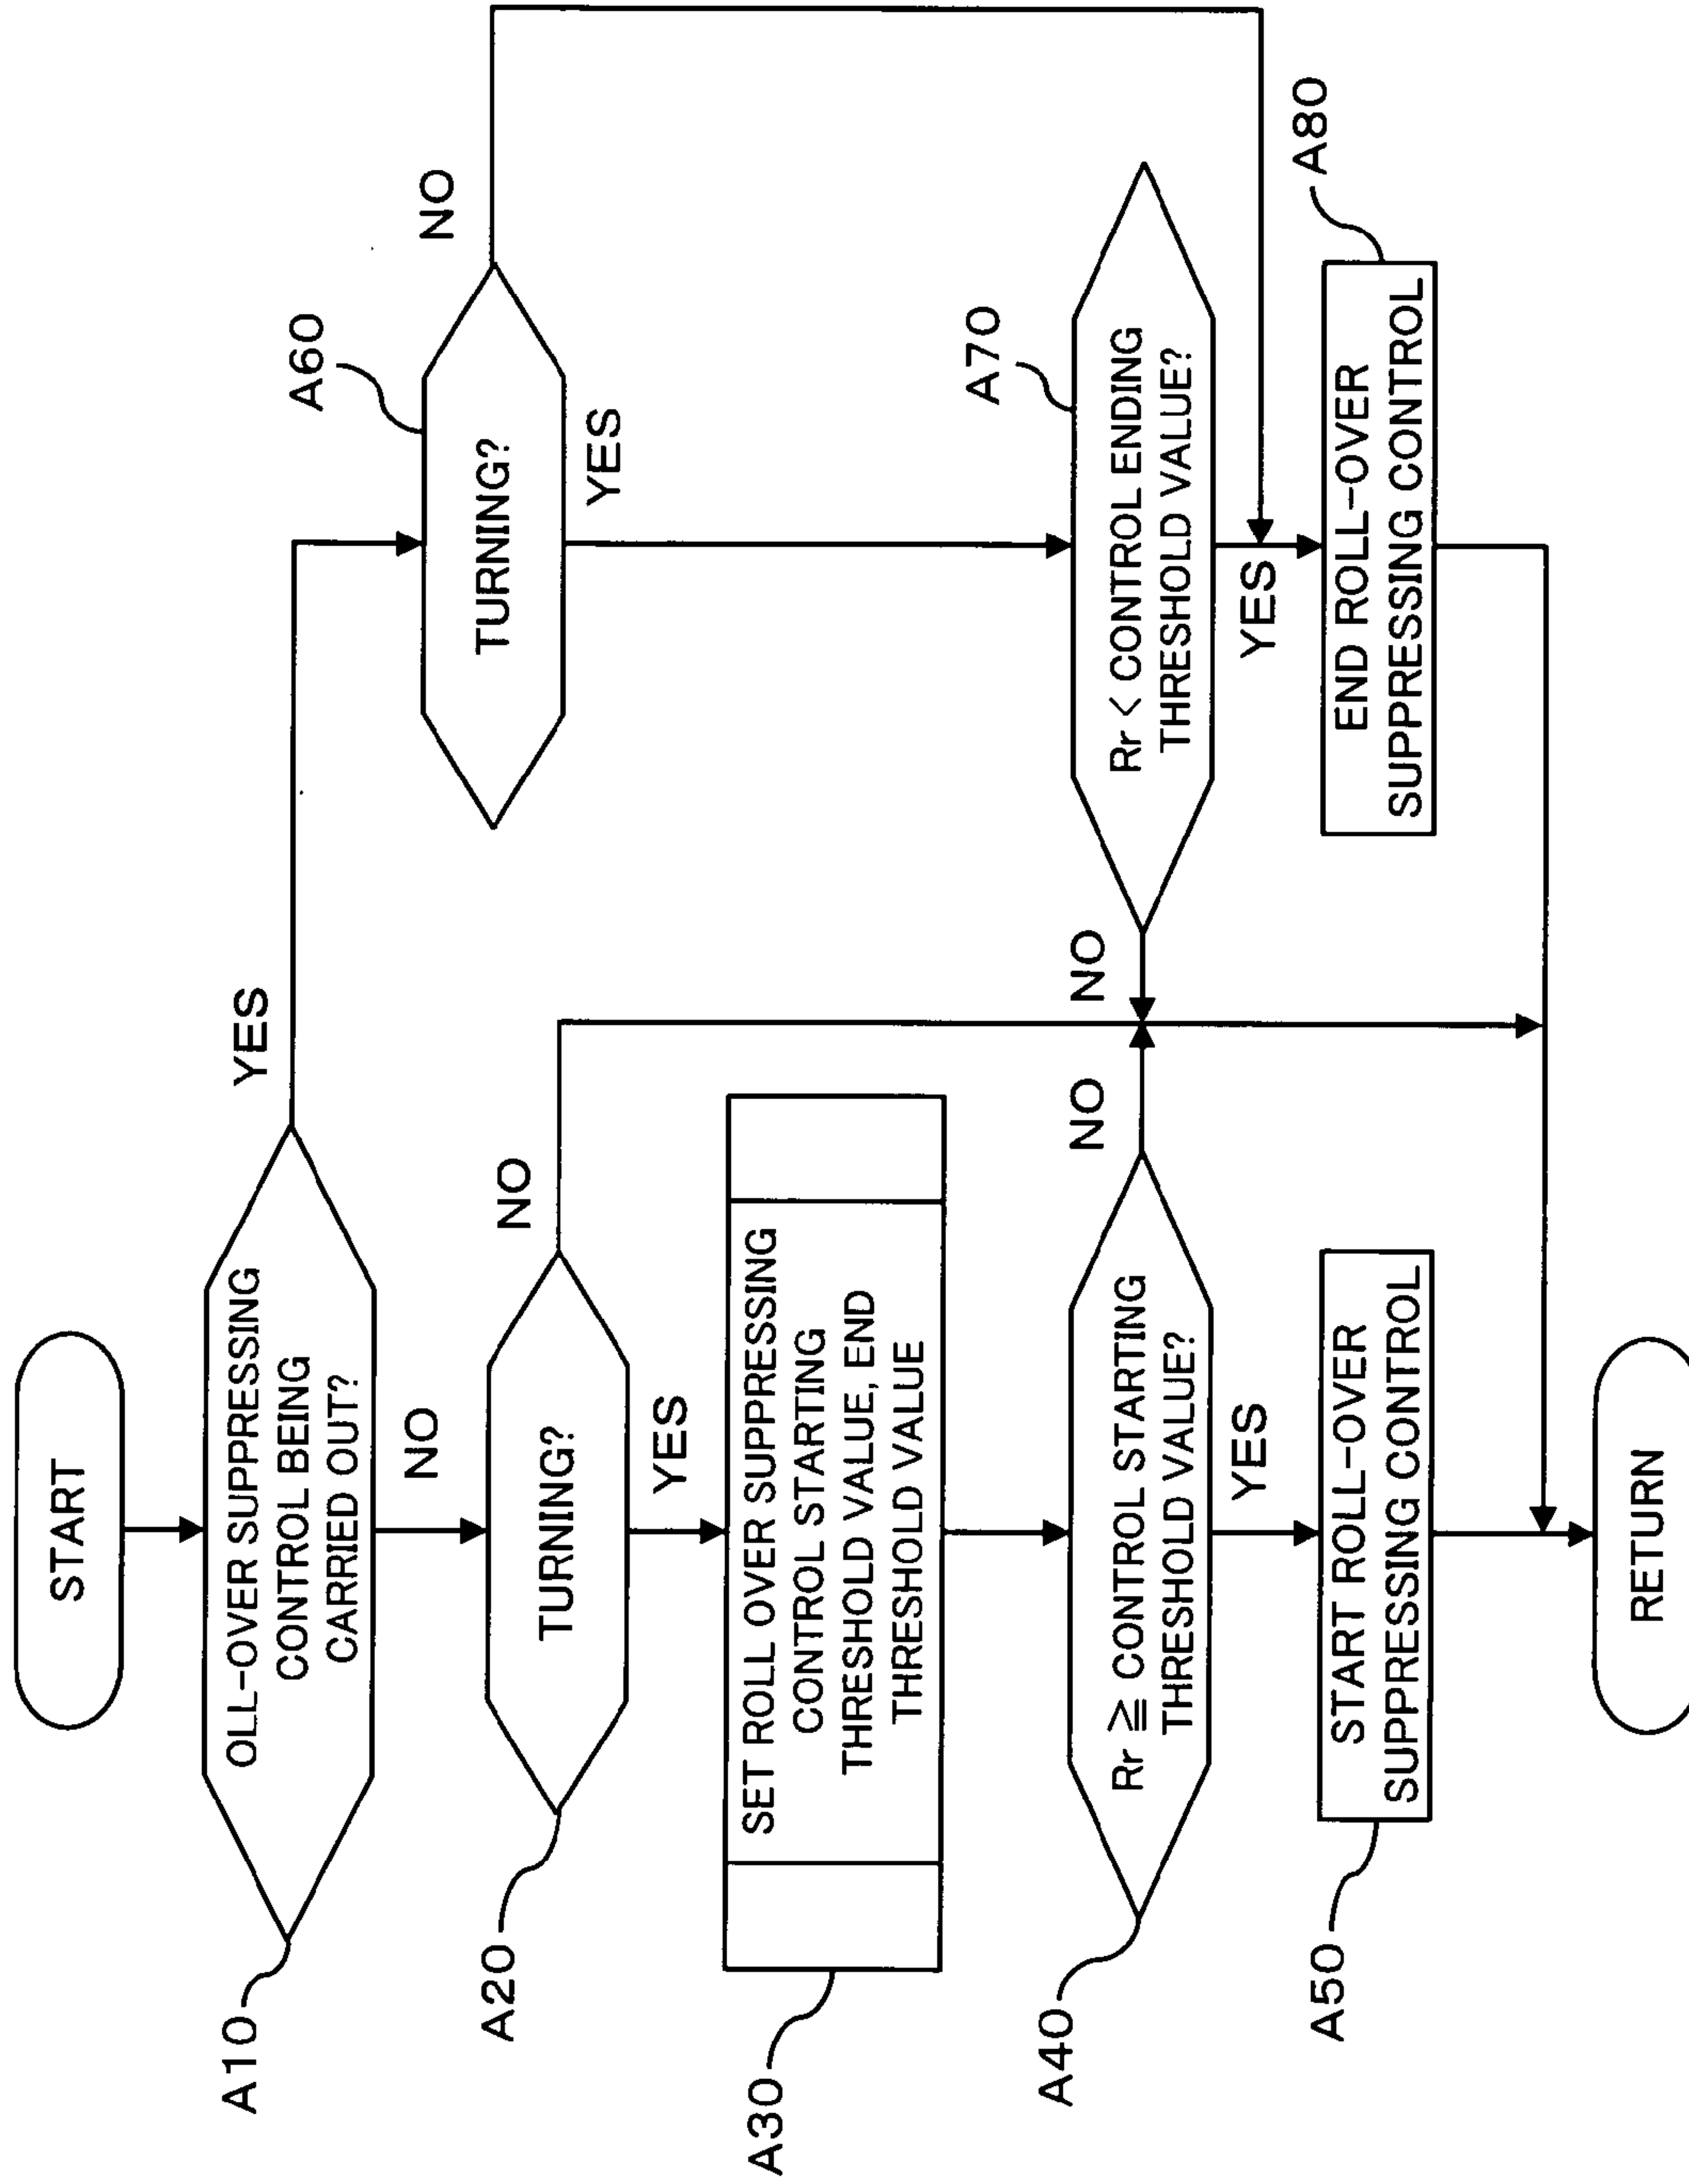 START
A10
OLL-OVER SUPPRESSING
CONTROL BEING
CARRIED OUT?
YES
NO
A20
TURNING?
NO
YES
A30
SET ROLL OVER SUPPRESSING
CONTROL STARTING
THRESHOLD VALUE, END
THRESHOLD VALUE
A40
Rr ≧ CONTROL STARTING
THRESHOLD VALUE?
NO
YES
A50
START ROLL-OVER
SUPPRESSING CONTROL
RETURN
A60
TURNING?
NO
YES
A70
Rr < CONTROL ENDING
THRESHOLD VALUE?
NO
YES
A80
END ROLL-OVER
SUPPRESSING CONTROL